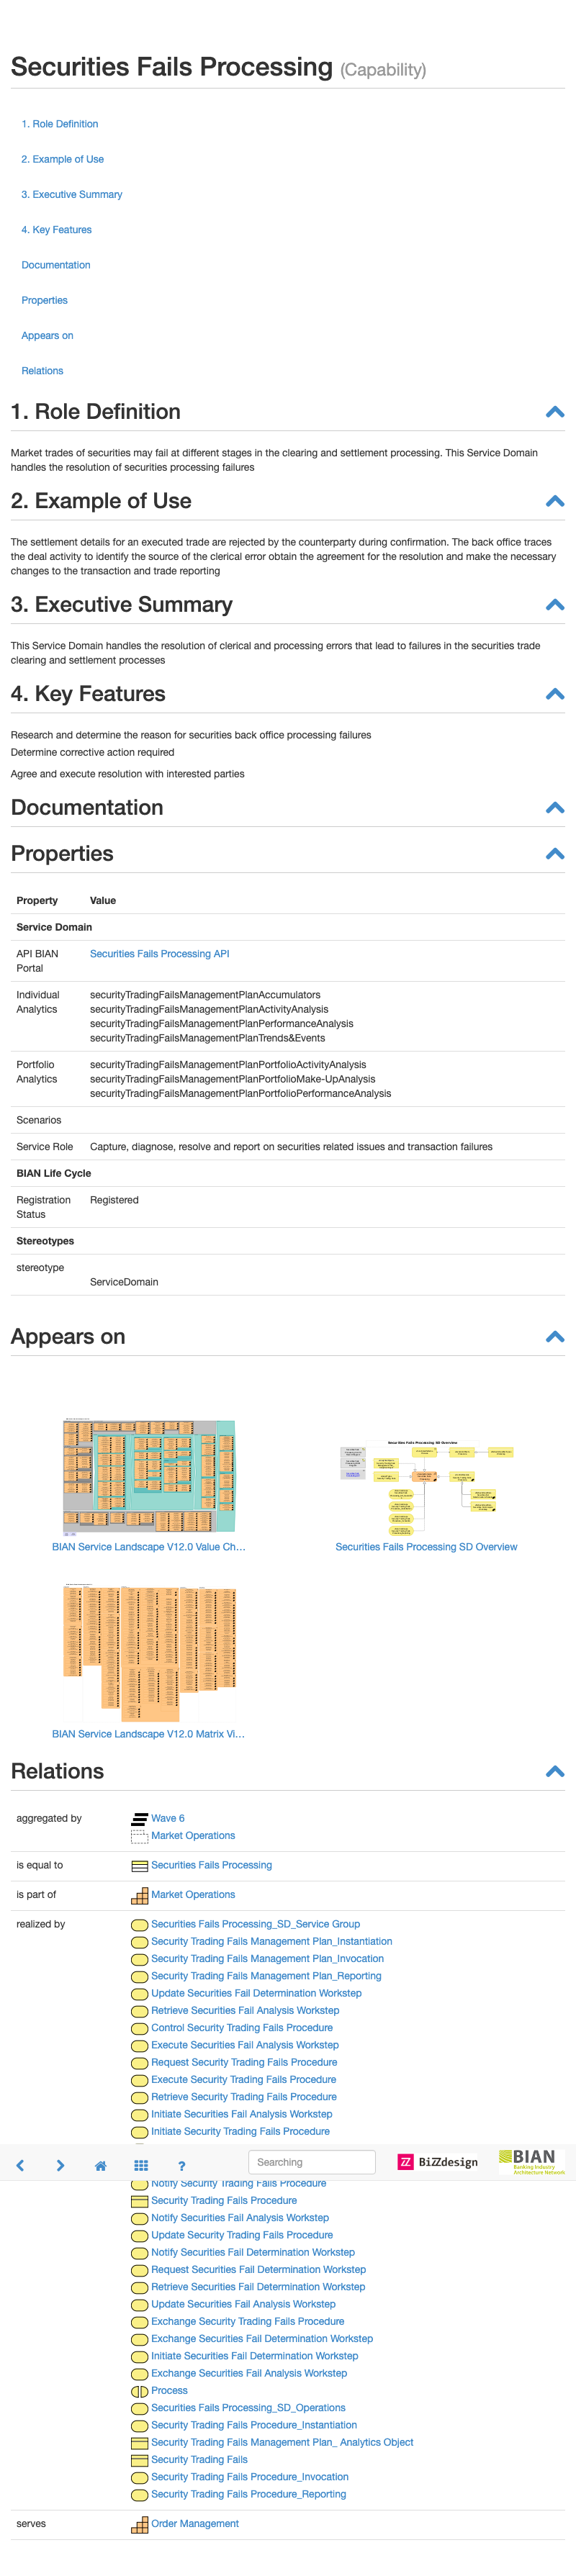 Securities Fails Processing (Capability)
1. Role Definition
2. Example of Use
3. Executive Summary
4. Key Features
Documentation
Properties
Appears on
Relations
1. Role Definition
Market trades of securities may fail at different stages in the clearing and settlement processing. This Service Domain
handles the resolution of securities processing failures
2. Example of Use
The settlement details for an executed trade are rejected by the counterparty during confirmation. The back office traces
the deal activity to identify the source of the clerical error obtain the agreement for the resolution and make the necessary
changes to the transaction and trade reporting
3. Executive Summary
This Service Domain handles the resolution of clerical and processing errors that lead to failures in the securities trade
clearing and settlement processes
4. Key Features
Research and determine the reason for securities back office processing failures
Determine corrective action required
Agree and execute resolution with interested parties
Documentation
Properties
Property Value
Service Domain
API BIAN Portal
Securities Fails Processing API
Individual Analytics
securityTradingFailsManagementPlanAccumulators
securityTradingFailsManagementPlanActivityAnalysis
securityTradingFailsManagementPlanPerformanceAnalysis
securityTradingFailsManagementPlanTrends&Events
Portfolio Analytics
securityTradingFailsManagementPlanPortfolioActivityAnalysis
securityTradingFailsManagementPlanPortfolioMake-UpAnalysis
securityTradingFailsManagementPlanPortfolioPerformanceAnalysis
Scenarios
Service Role Capture, diagnose, resolve and report on securities related issues and transaction failures
BIAN Life Cycle
Registration Status
Registered
Stereotypes
stereotype
ServiceDomain
Appears on
Securities Fails Processing SD Overview
BIAN Service Landscape V12.0 Value Ch...
Securities Fails Processing SD Overview
BIAN Service Landscape V12.0 Matrix Vi...
Relations
aggregated by Wave 6
Market Operations
is equal to Securities Fails Processing
is part of Market Operations
realized by Securities Fails Processing_SD_Service Group
Security Trading Fails Management Plan_Instantiation
Security Trading Fails Management Plan_Invocation
Security Trading Fails Management Plan_Reporting
Update Securities Fail Determination Workstep
Retrieve Securities Fail Analysis Workstep
Control Security Trading Fails Procedure
Execute Securities Fail Analysis Workstep
Request Security Trading Fails Procedure
Execute Security Trading Fails Procedure
Retrieve Security Trading Fails Procedure
Initiate Securities Fail Analysis Workstep
Initiate Security Trading Fails Procedure
? Searching BiZZdesign BIAN
Banking Industry
Architecture Network
Notify Security Trading Fails Procedure
Security Trading Fails Procedure
Notify Securities Fail Analysis Workstep
Update Security Trading Fails Procedure
Notify Securities Fail Determination Workstep
Request Securities Fail Determination Workstep
Retrieve Securities Fail Determination Workstep
Update Securities Fail Analysis Workstep
Exchange Security Trading Fails Procedure
Exchange Securities Fail Determination Workstep
Initiate Securities Fail Determination Workstep
Exchange Securities Fail Analysis Workstep
Process
Securities Fails Processing_SD_Operations
Security Trading Fails Procedure_Instantiation
Security Trading Fails Management Plan_ Analytics Object
Security Trading Fails
Security Trading Fails Procedure_Invocation
Security Trading Fails Procedure_Reporting
serves Order Management